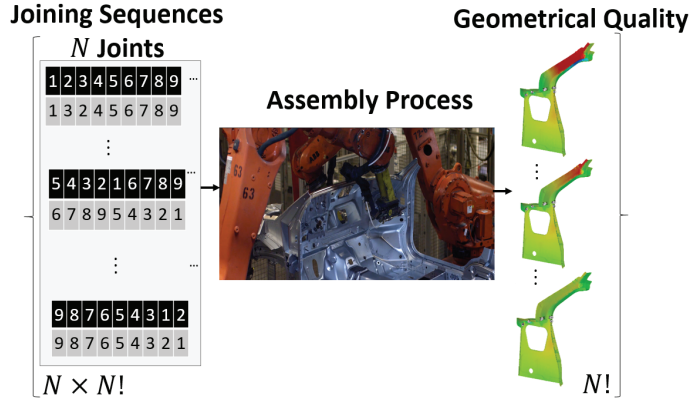 Joining Sequences
N Joints
1 2 3 4 5 6 7 8 9 ...
1 3 2 4 5 6 7 8 9
⋮
5 4 3 2 1 6 7 8 9 ...
6 7 8 9 5 4 3 2 1
⋮ ...
9 8 7 6 5 4 3 1 2
9 8 7 6 5 4 3 2 1
N × N!
Assembly Process
63
63
ABB
Geometrical Quality
⋮
⋮
N!